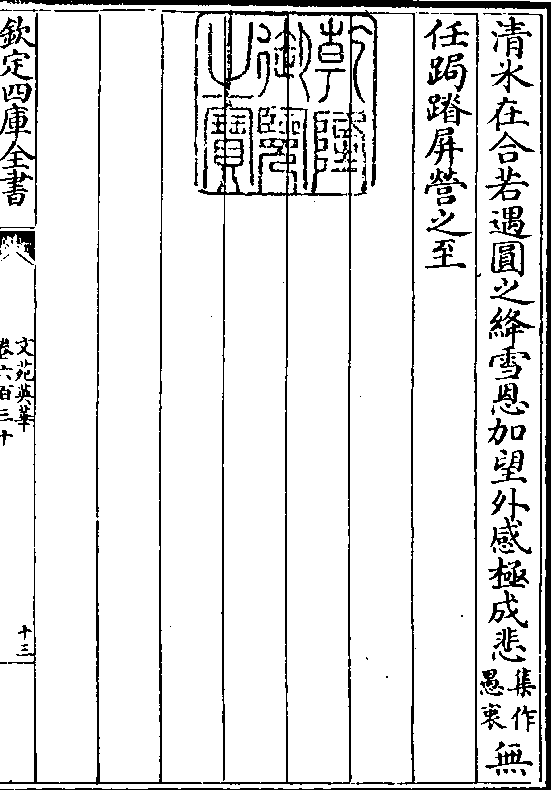 清氷在合若遇圓之絳雪恩加望外感極成悲集作愚衷無
任跼蹐屏營之至
乾隆御覽之寶
欽定四庫全書
文苑英華
卷六百三十
十三